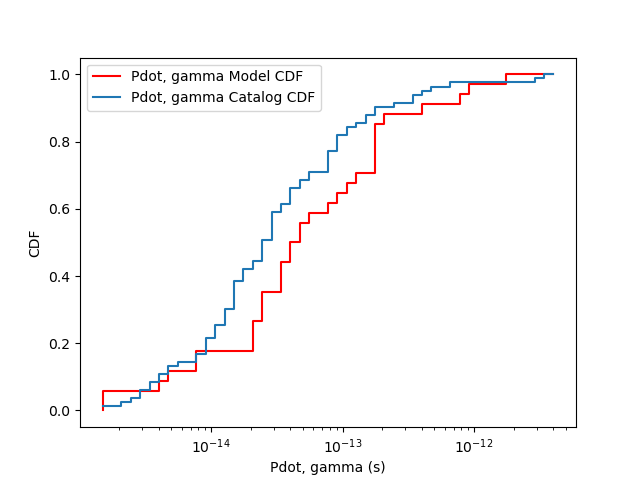 Pdot, gamma Model CDF
Pdot, gamma Catalog CDF
1.0
0.8
0.6
0.4
0.2
0.0
CDF
10⁻¹⁴
10⁻¹³
10⁻¹²
Pdot, gamma (s)